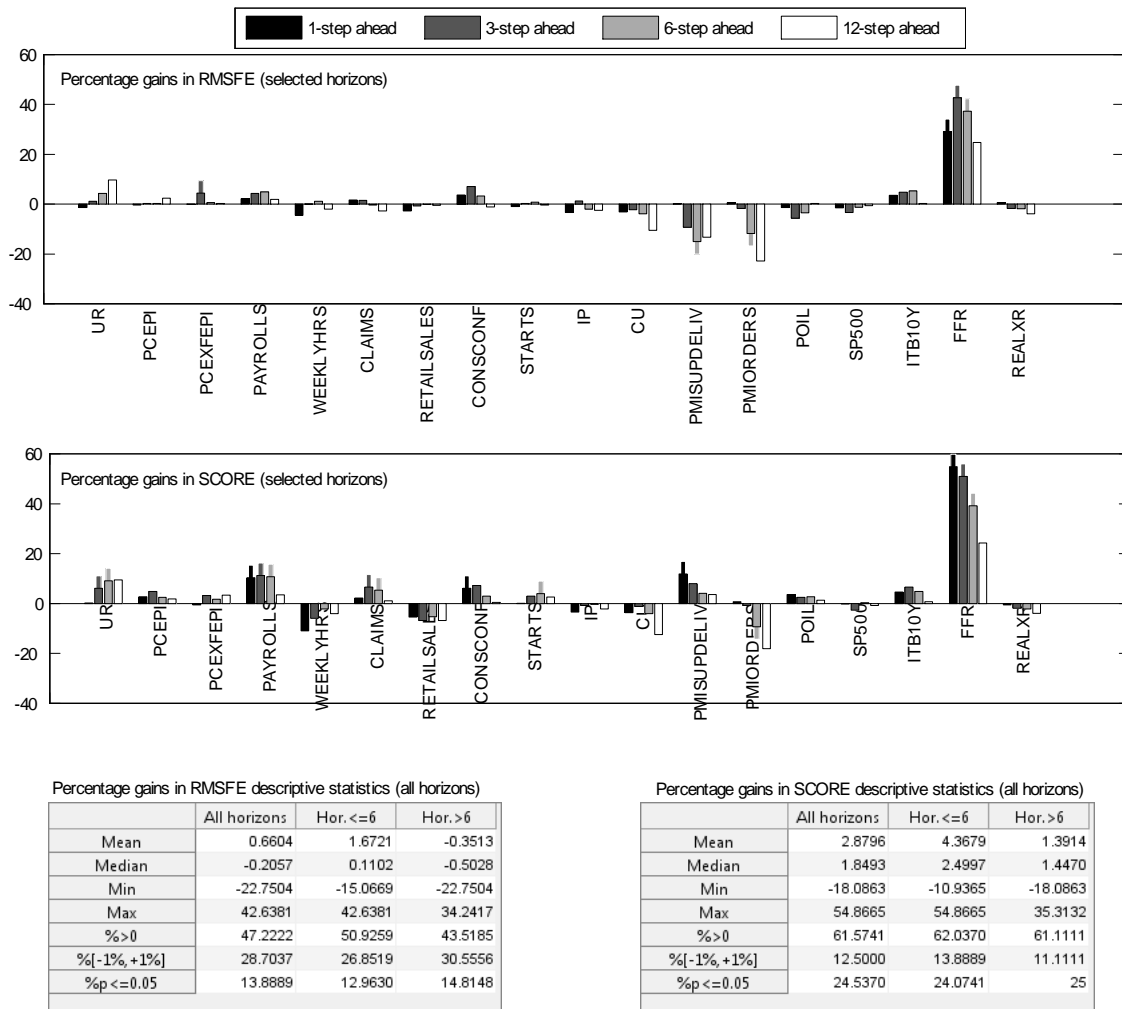 1-step ahead 3-step ahead 6-step ahead 12-step ahead
Percentage gains in RMSFE (selected horizons)
60
40
20
0
-20
-40
UR PCEPI PCEXFEPI PAYROLLS WEEKLYHRS CLAIMS RETAILSALES CONSCONF STARTS IP CU PMISUPDELIV PMIORDERS POIL SP500 ITB10Y FFR REALXR
Percentage gains in SCORE (selected horizons)
60
40
20
0
-20
-40
UR PCEPI PCEXFEPI PAYROLLS WEEKLYHRS CLAIMS RETAILSALES CONSCONF STARTS IP CU PMISUPDELIV PMIORDERS POIL SP500 ITB10Y FFR REALXR
Percentage gains in RMSFE descriptive statistics (all horizons)
All horizons Hor.<=6 Hor.>6
Mean 0.6604 1.6721 -0.3513
Median -0.2057 0.1102 -0.5028
Min -22.7504 -15.0669 -22.7504
Max 42.6381 42.6381 34.2417
%>0 47.2222 50.9259 43.5185
%[-1%,+1%] 28.7037 26.8519 30.5556
%p<=0.05 13.8889 12.9630 14.8148
Percentage gains in SCORE descriptive statistics (all horizons)
All horizons Hor.<=6 Hor.>6
Mean 2.8796 4.3679 1.3914
Median 1.8493 2.4997 1.4470
Min -18.0863 -10.9365 -18.0863
Max 54.8665 54.8665 35.3132
%>0 61.5741 62.0370 61.1111
%[-1%,+1%] 12.5000 13.8889 11.1111
%p<=0.05 24.5370 24.0741 25